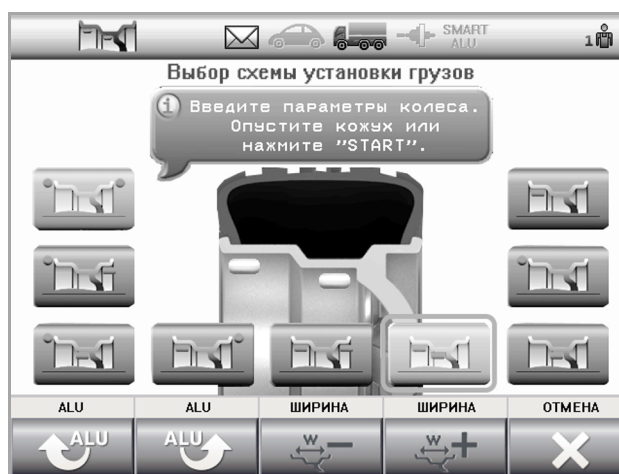 SMART
ALU
1
Выбор схемы установки грузов
i Введите параметры колеса.
Опустите кожух или
нажмите "START".
ALU ALU ШИРИНА ШИРИНА ОТМЕНА
ALU ALU W W